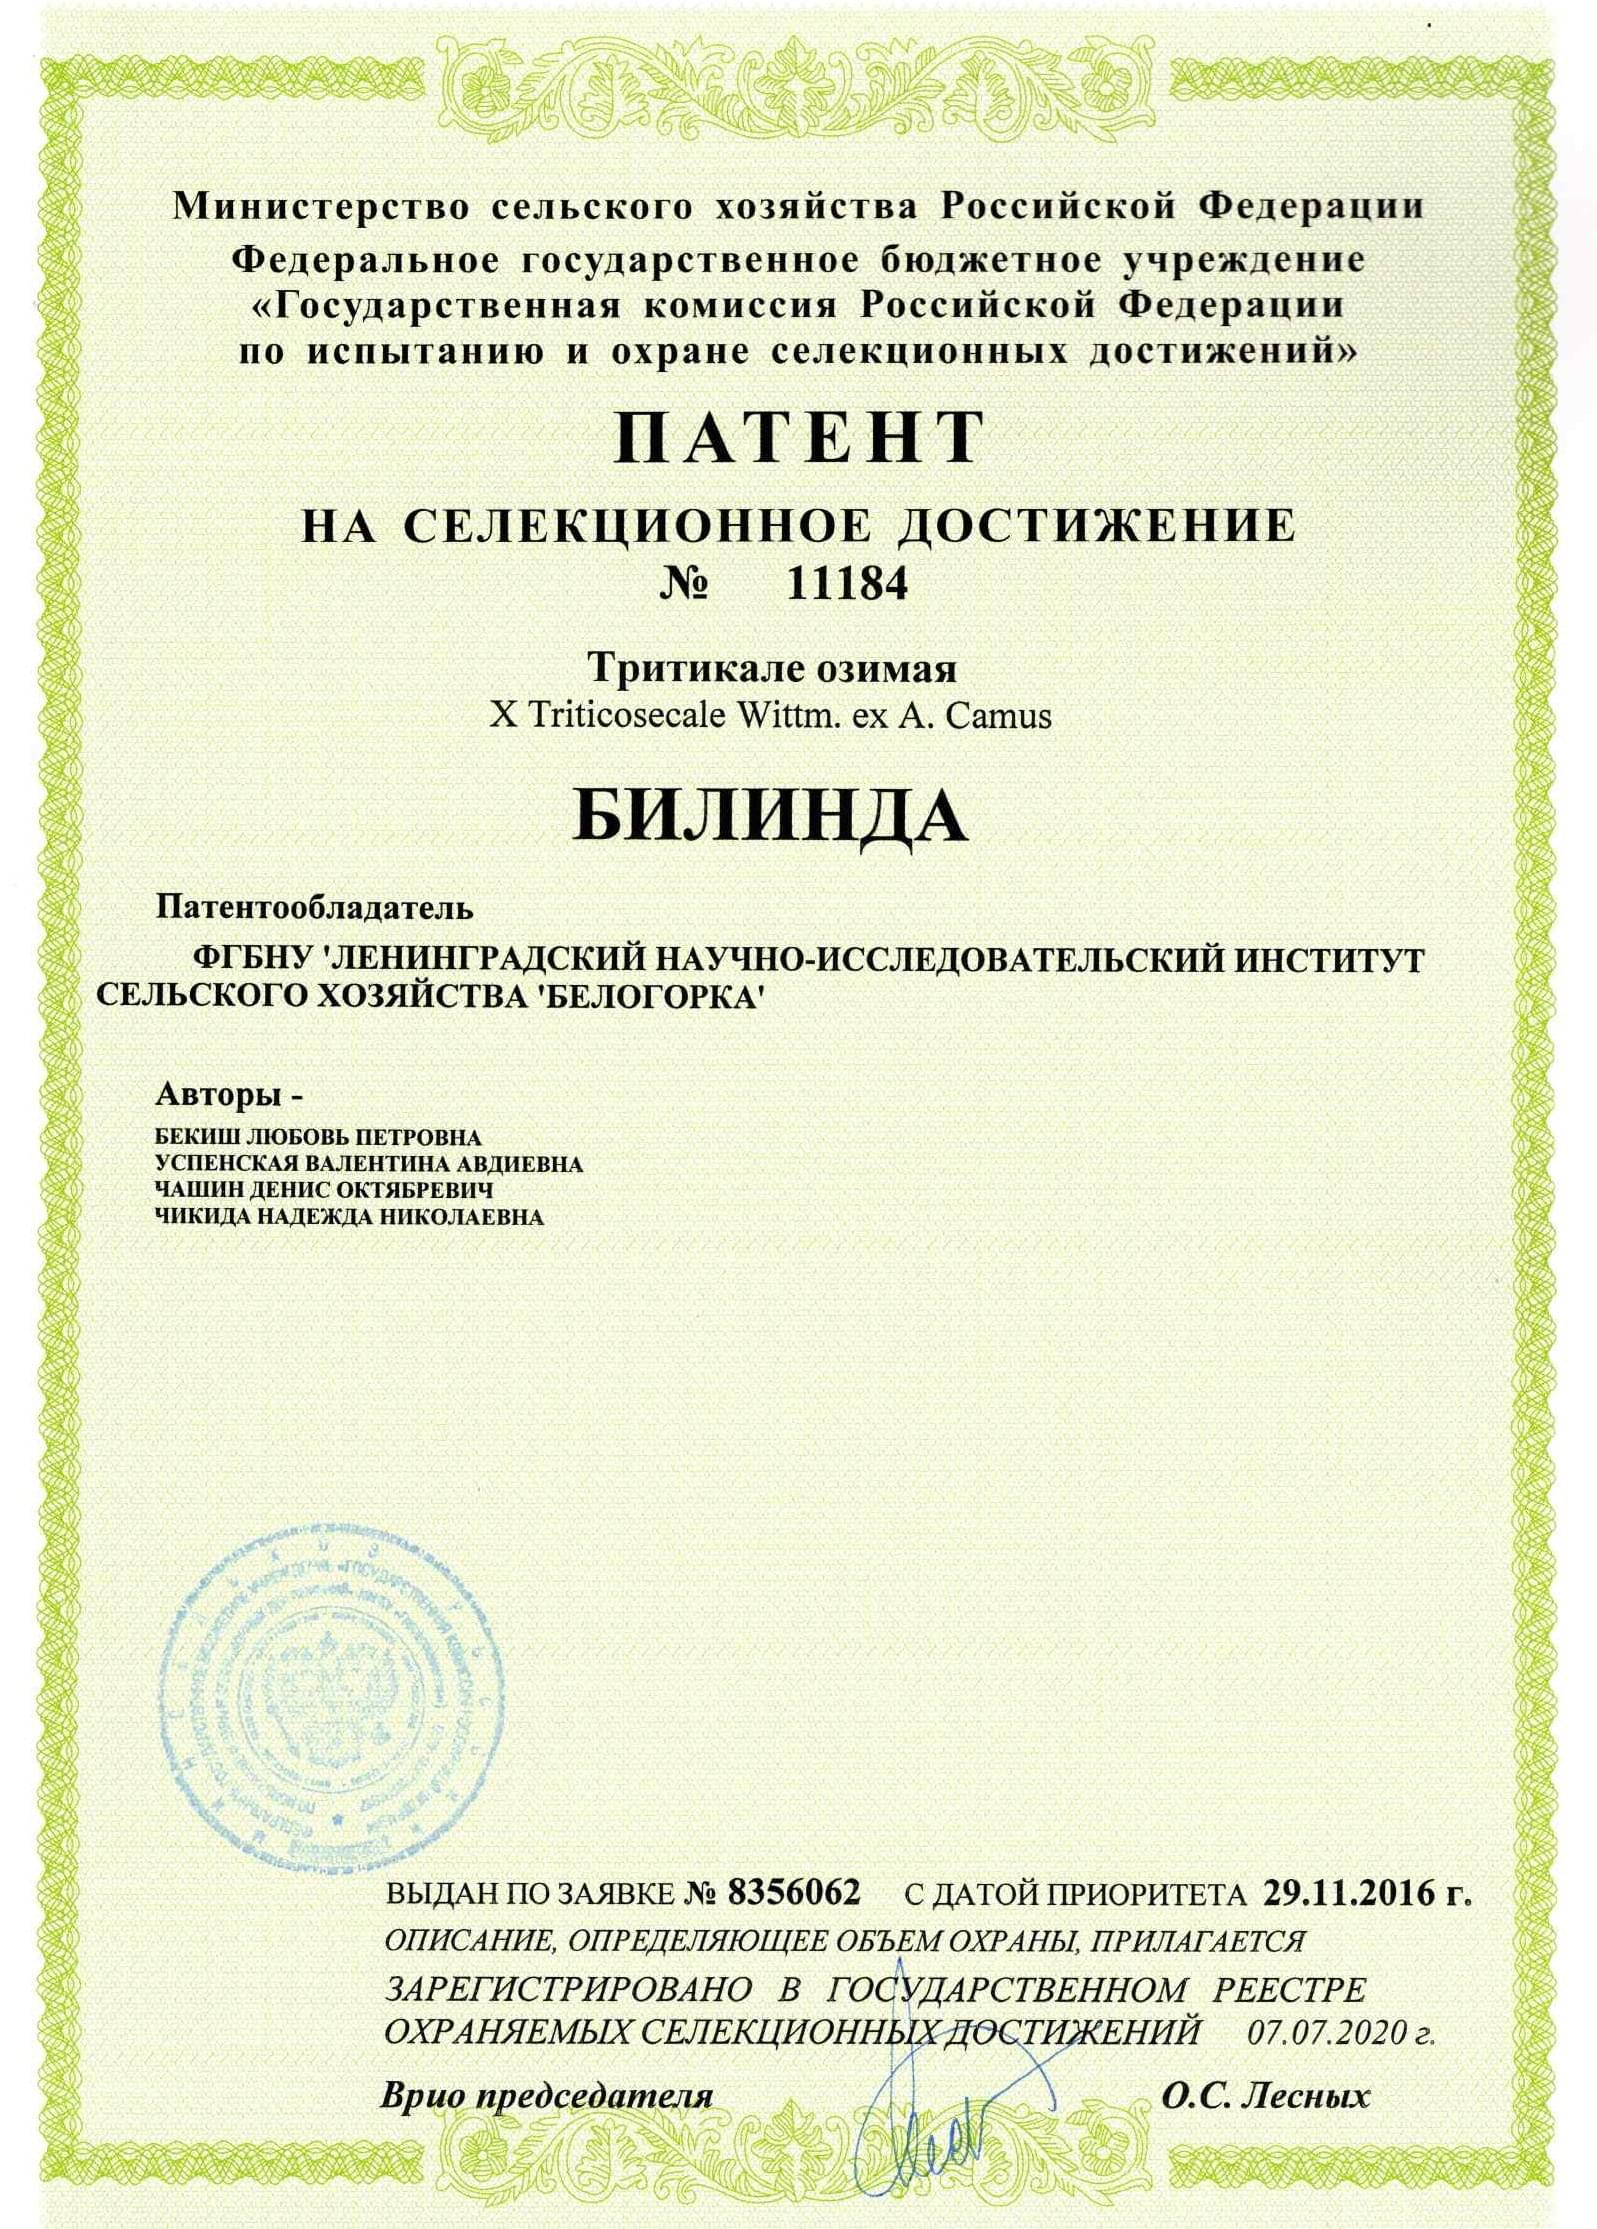 Министерство сельского хозяйства Российской Федерации
Федеральное государственное бюджетное учреждение
«Государственная комиссия Российской Федерации
по испытанию и охране селекционных достижений»
ПАТЕНТ
НА СЕЛЕКЦИОННОЕ ДОСТИЖЕНИЕ
№ 11184
Тритикале озимая
X Triticosecale Wittm. ex A. Camus
БИЛИНДА
Патентообладатель
ФГБНУ 'ЛЕНИНГРАДСКИЙ НАУЧНО-ИССЛЕДОВАТЕЛЬСКИЙ ИНСТИТУТ
СЕЛЬСКОГО ХОЗЯЙСТВА 'БЕЛОГОРКА'
Авторы -
БЕКИШ ЛЮБОВЬ ПЕТРОВНА
УСПЕНСКАЯ ВАЛЕНТИНА АВДИЕВНА
ЧАШИН ДЕНИС ОКТЯБРЕВИЧ
ЧИКИДА НАДЕЖДА НИКОЛАЕВНА
ВЫДАН ПО ЗАЯВКЕ № 8356062 С ДАТОЙ ПРИОРИТЕТА 29.11.2016 г.
ОПИСАНИЕ, ОПРЕДЕЛЯЮЩЕЕ ОБЪЕМ ОХРАНЫ, ПРИЛАГАЕТСЯ
ЗАРЕГИСТРИРОВАНО В ГОСУДАРСТВЕННОМ РЕЕСТРЕ
ОХРАНЯЕМЫХ СЕЛЕКЦИОННЫХ ДОСТИЖЕНИЙ 07.07.2020 г.
Врио председателя О.С. Лесных